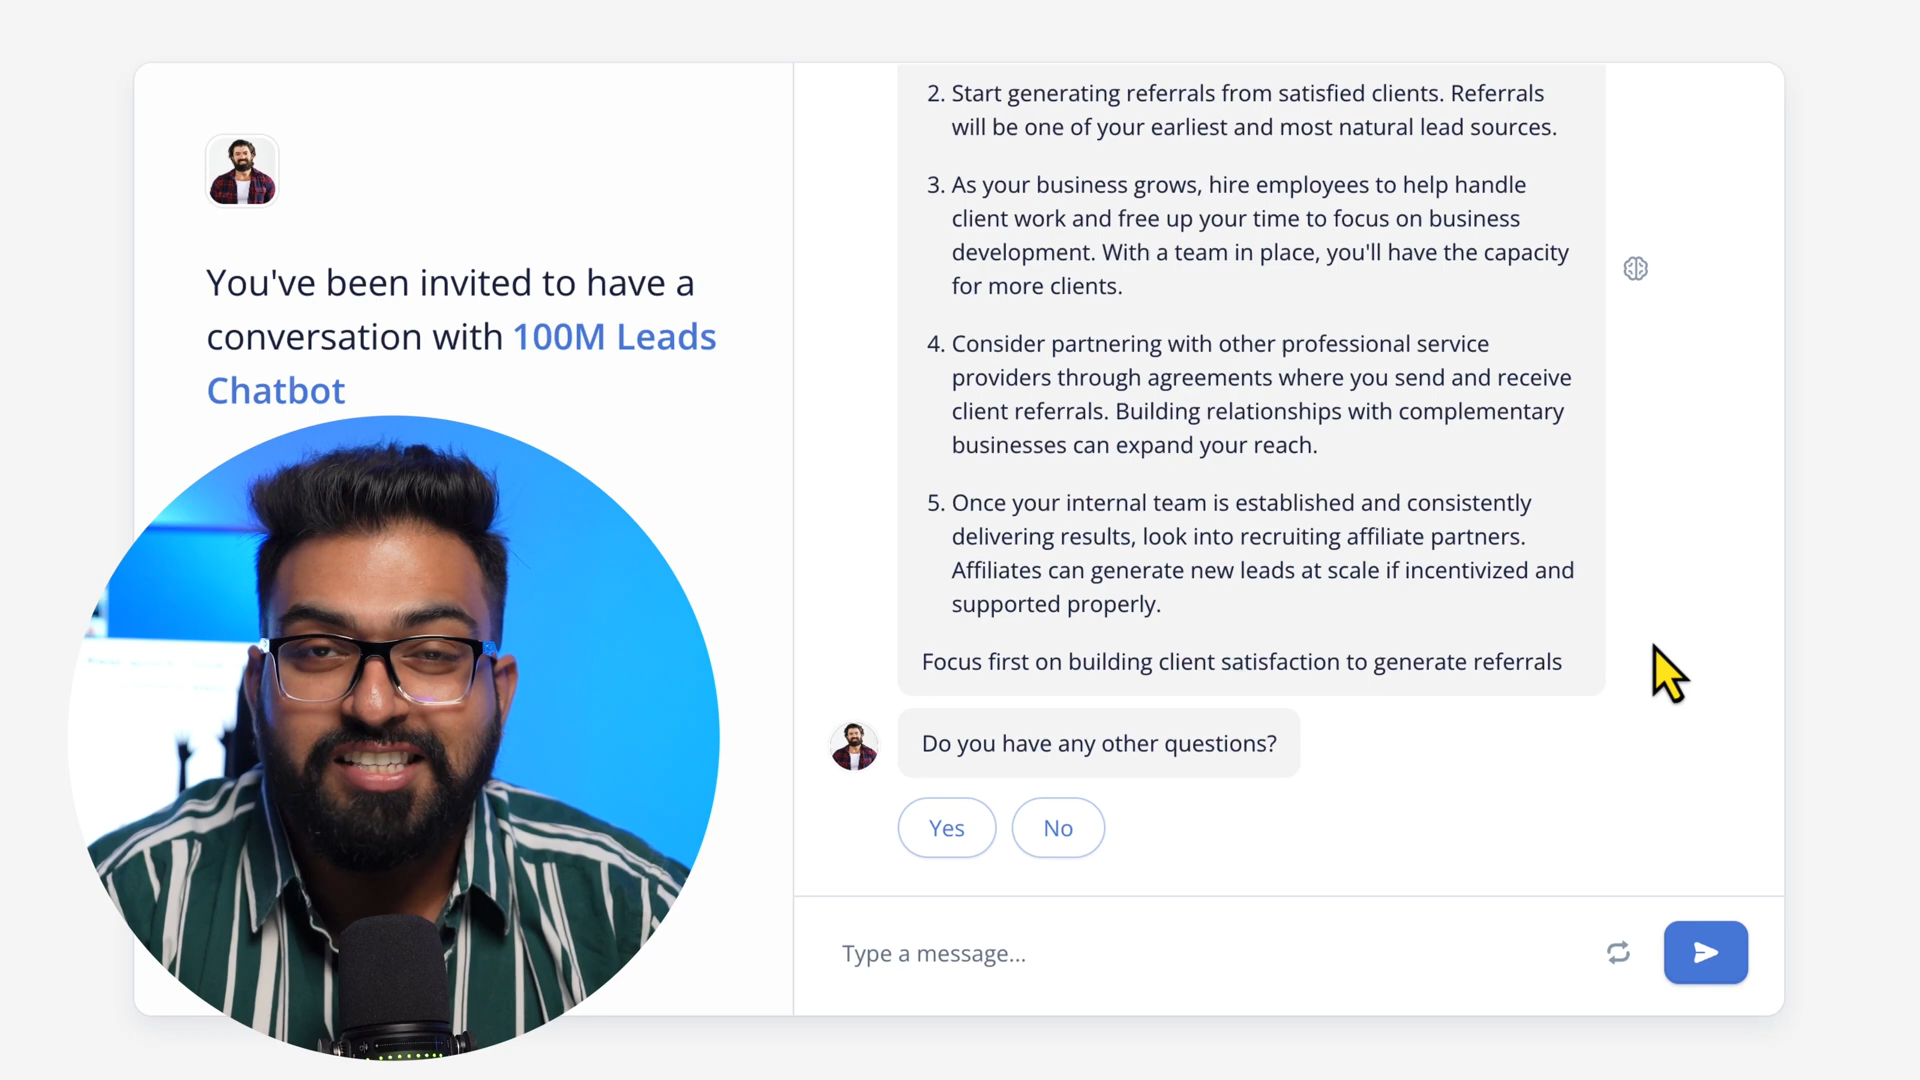 You've been invited to have a
conversation with 100M Leads
Chatbot
2. Start generating referrals from satisfied clients. Referrals
will be one of your earliest and most natural lead sources.
3. As your business grows, hire employees to help handle
client work and free up your time to focus on business
development. With a team in place, you'll have the capacity
for more clients.
4. Consider partnering with other professional service
providers through agreements where you send and receive
client referrals. Building relationships with complementary
businesses can expand your reach.
5. Once your internal team is established and consistently
delivering results, look into recruiting affiliate partners.
Affiliates can generate new leads at scale if incentivized and
supported properly.
Focus first on building client satisfaction to generate referrals
Do you have any other questions?
Yes
No
Type a message...